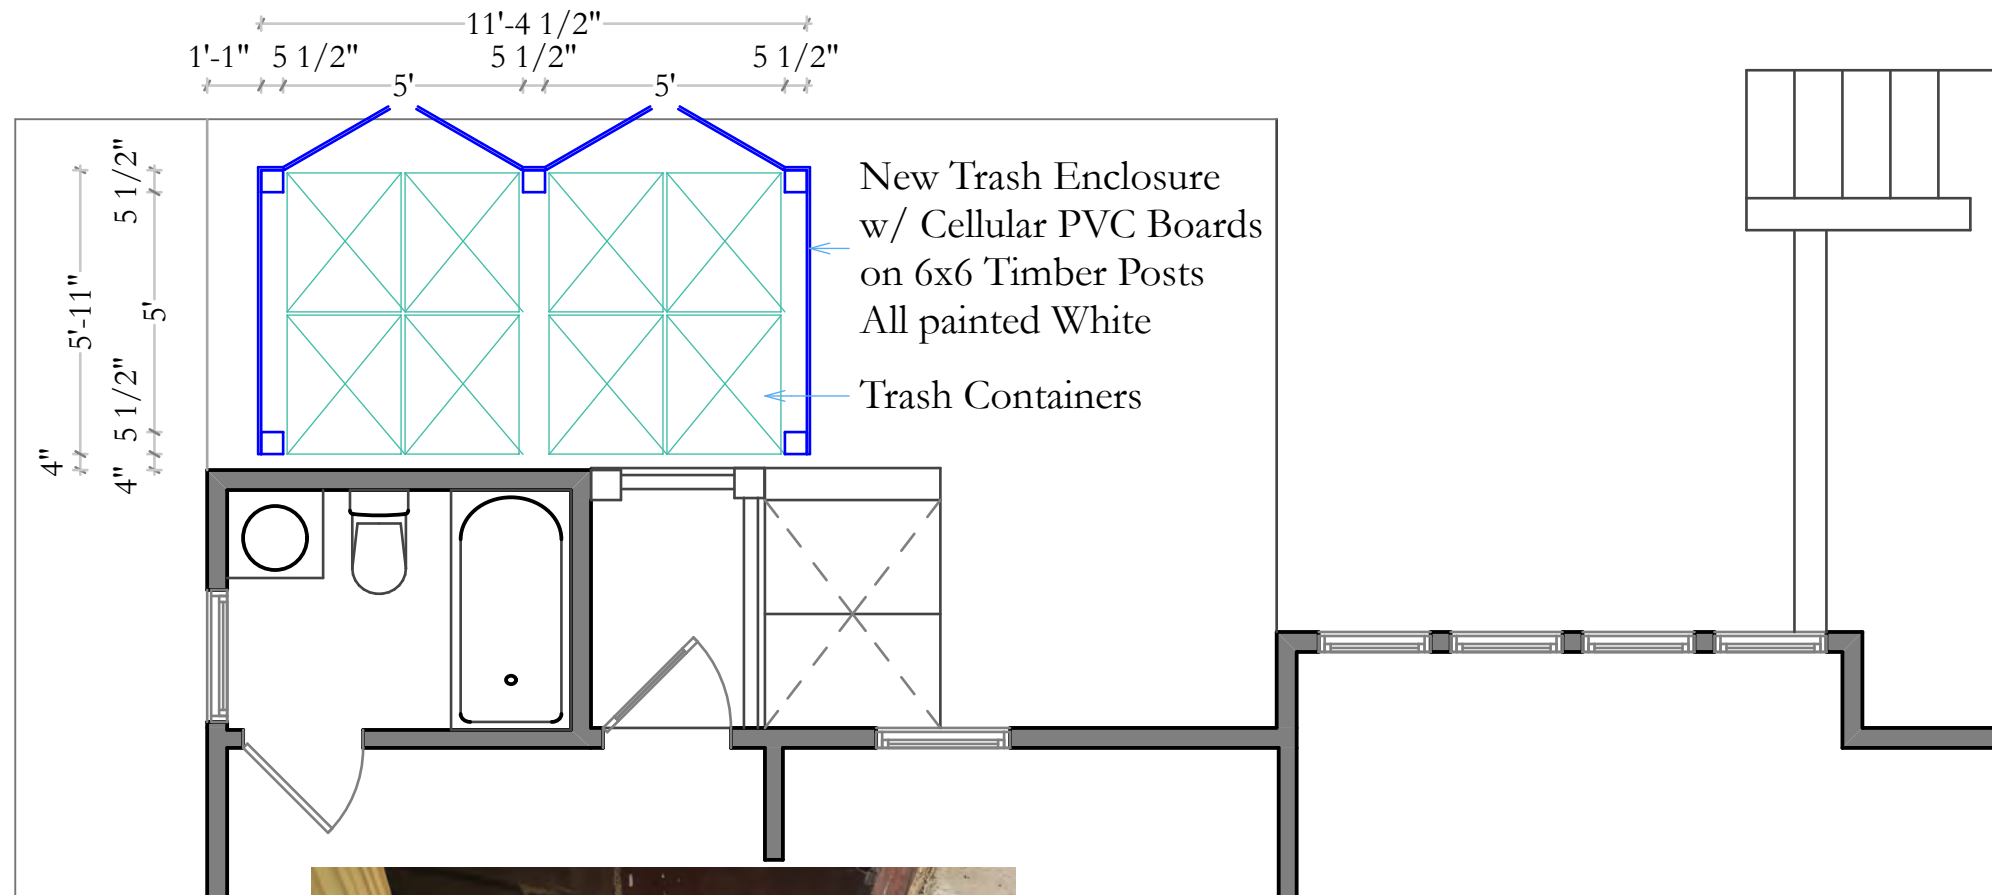 11'-4 1/2"
1'-1" 5 1/2" 5 1/2" 5 1/2"
5' 5'
5 1/2"
5'-11"
5'
5 1/2"
4"
4"
New Trash Enclosure
w/ Cellular PVC Boards
on 6x6 Timber Posts
All painted White
Trash Containers